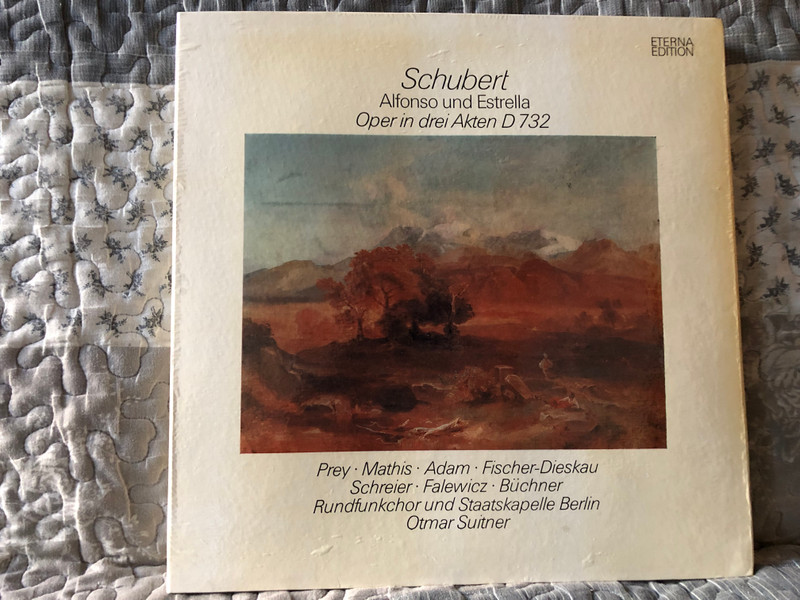 ETERNA
EDITION
Schubert
Alfonso und Estrella
Oper in drei Akten D 732
Prey · Mathis · Adam · Fischer-Dieskau
Schreier · Falewicz · Büchner
Rundfunkchor und Staatskapelle Berlin
Otmar Suitner